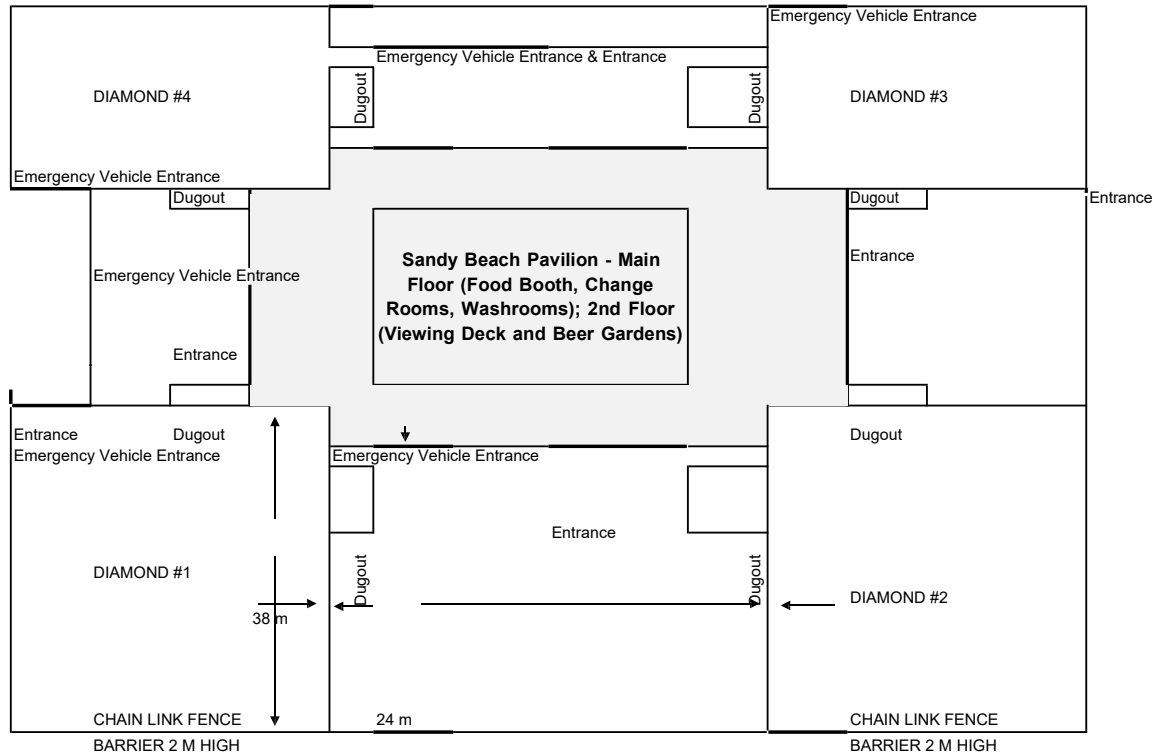 Emergency Vehicle Entrance
Emergency Vehicle Entrance & Entrance
DIAMOND #4
Dugout
Dugout
DIAMOND #3
Emergency Vehicle Entrance
Dugout
Dugout
Entrance
Emergency Vehicle Entrance
Sandy Beach Pavilion - Main
Floor (Food Booth, Change
Rooms, Washrooms); 2nd Floor
(Viewing Deck and Beer Gardens)
Entrance
Entrance
Entrance
Dugout
Dugout
Emergency Vehicle Entrance
Emergency Vehicle Entrance
Entrance
DIAMOND #1
Dugout
Dugout
DIAMOND #2
38 m
CHAIN LINK FENCE
24 m
CHAIN LINK FENCE
BARRIER 2 M HIGH
BARRIER 2 M HIGH